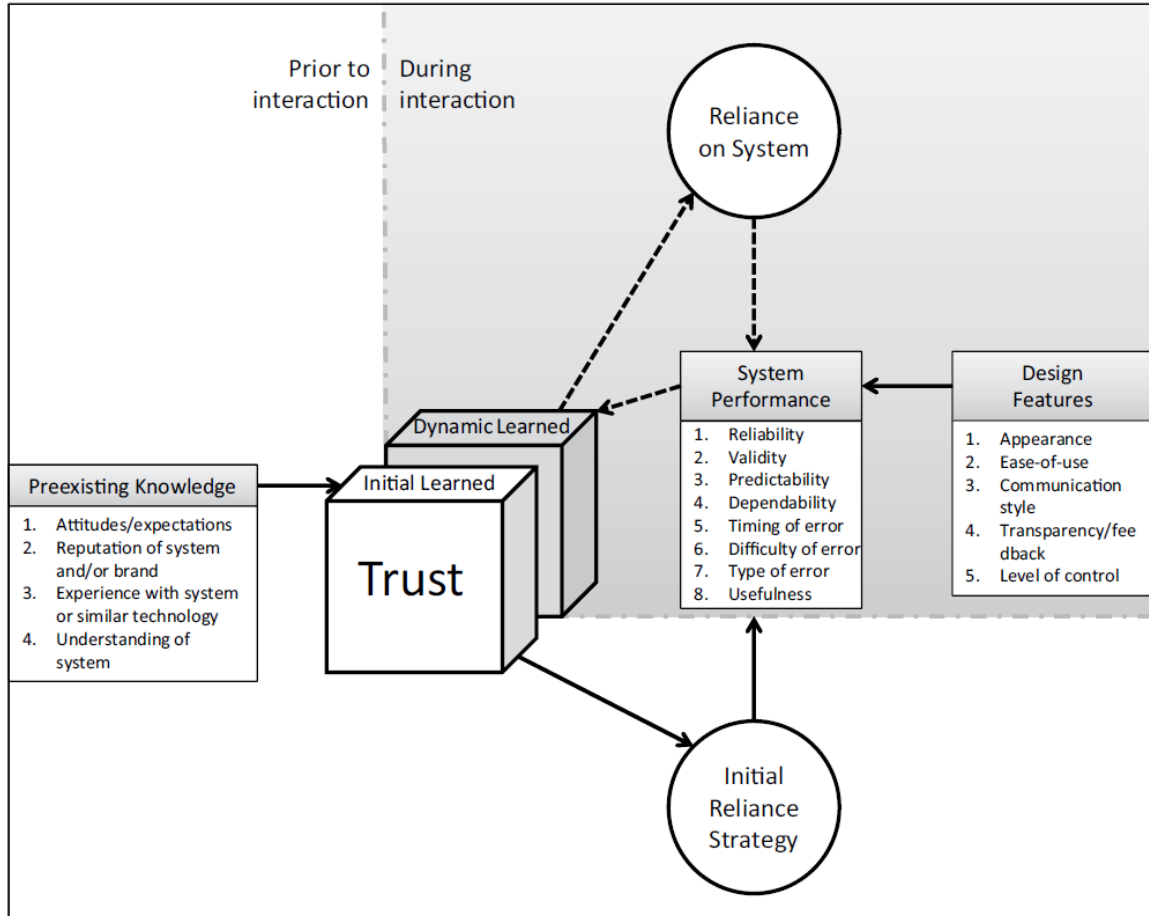 Prior to
interaction
During
interaction
Reliance
on System
System
Performance
1. Reliability
2. Validity
3. Predictability
4. Dependability
5. Timing of error
6. Difficulty of error
7. Type of error
8. Usefulness
Design
Features
1. Appearance
2. Ease-of-use
3. Communication
style
4. Transparency/fee
dback
5. Level of control
Dynamic Learned
Initial Learned
Trust
Preexisting Knowledge
1. Attitudes/expectations
2. Reputation of system
and/or brand
3. Experience with system
or similar technology
4. Understanding of
system
Initial
Reliance
Strategy